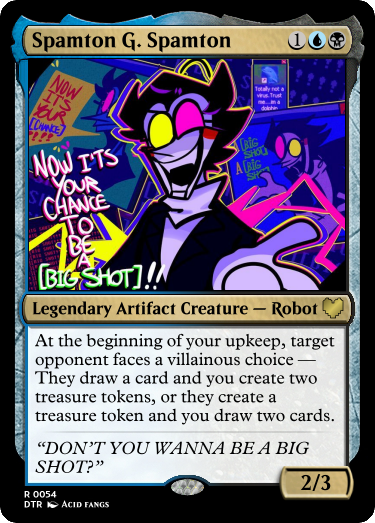 Spamton G. Spamton 1
NOW
IT'S
YOUR
[CHANCE]
Totally not a
virus. Trust
me...im a
dolphin
[BIG SHOT]
A [BIG
SHOT]
NOW IT'S
YOUR
CHANCE
TO
BE
A
[BIG SHOT]!!
Legendary Artifact Creature — Robot
At the beginning of your upkeep, target
opponent faces a villainous choice —
They draw a card and you create two
treasure tokens, or they create a
treasure token and you draw two cards.
“DON'T YOU WANNA BE A BIG
SHOT?”
2/3
R 0054
DTR ACID FANGS